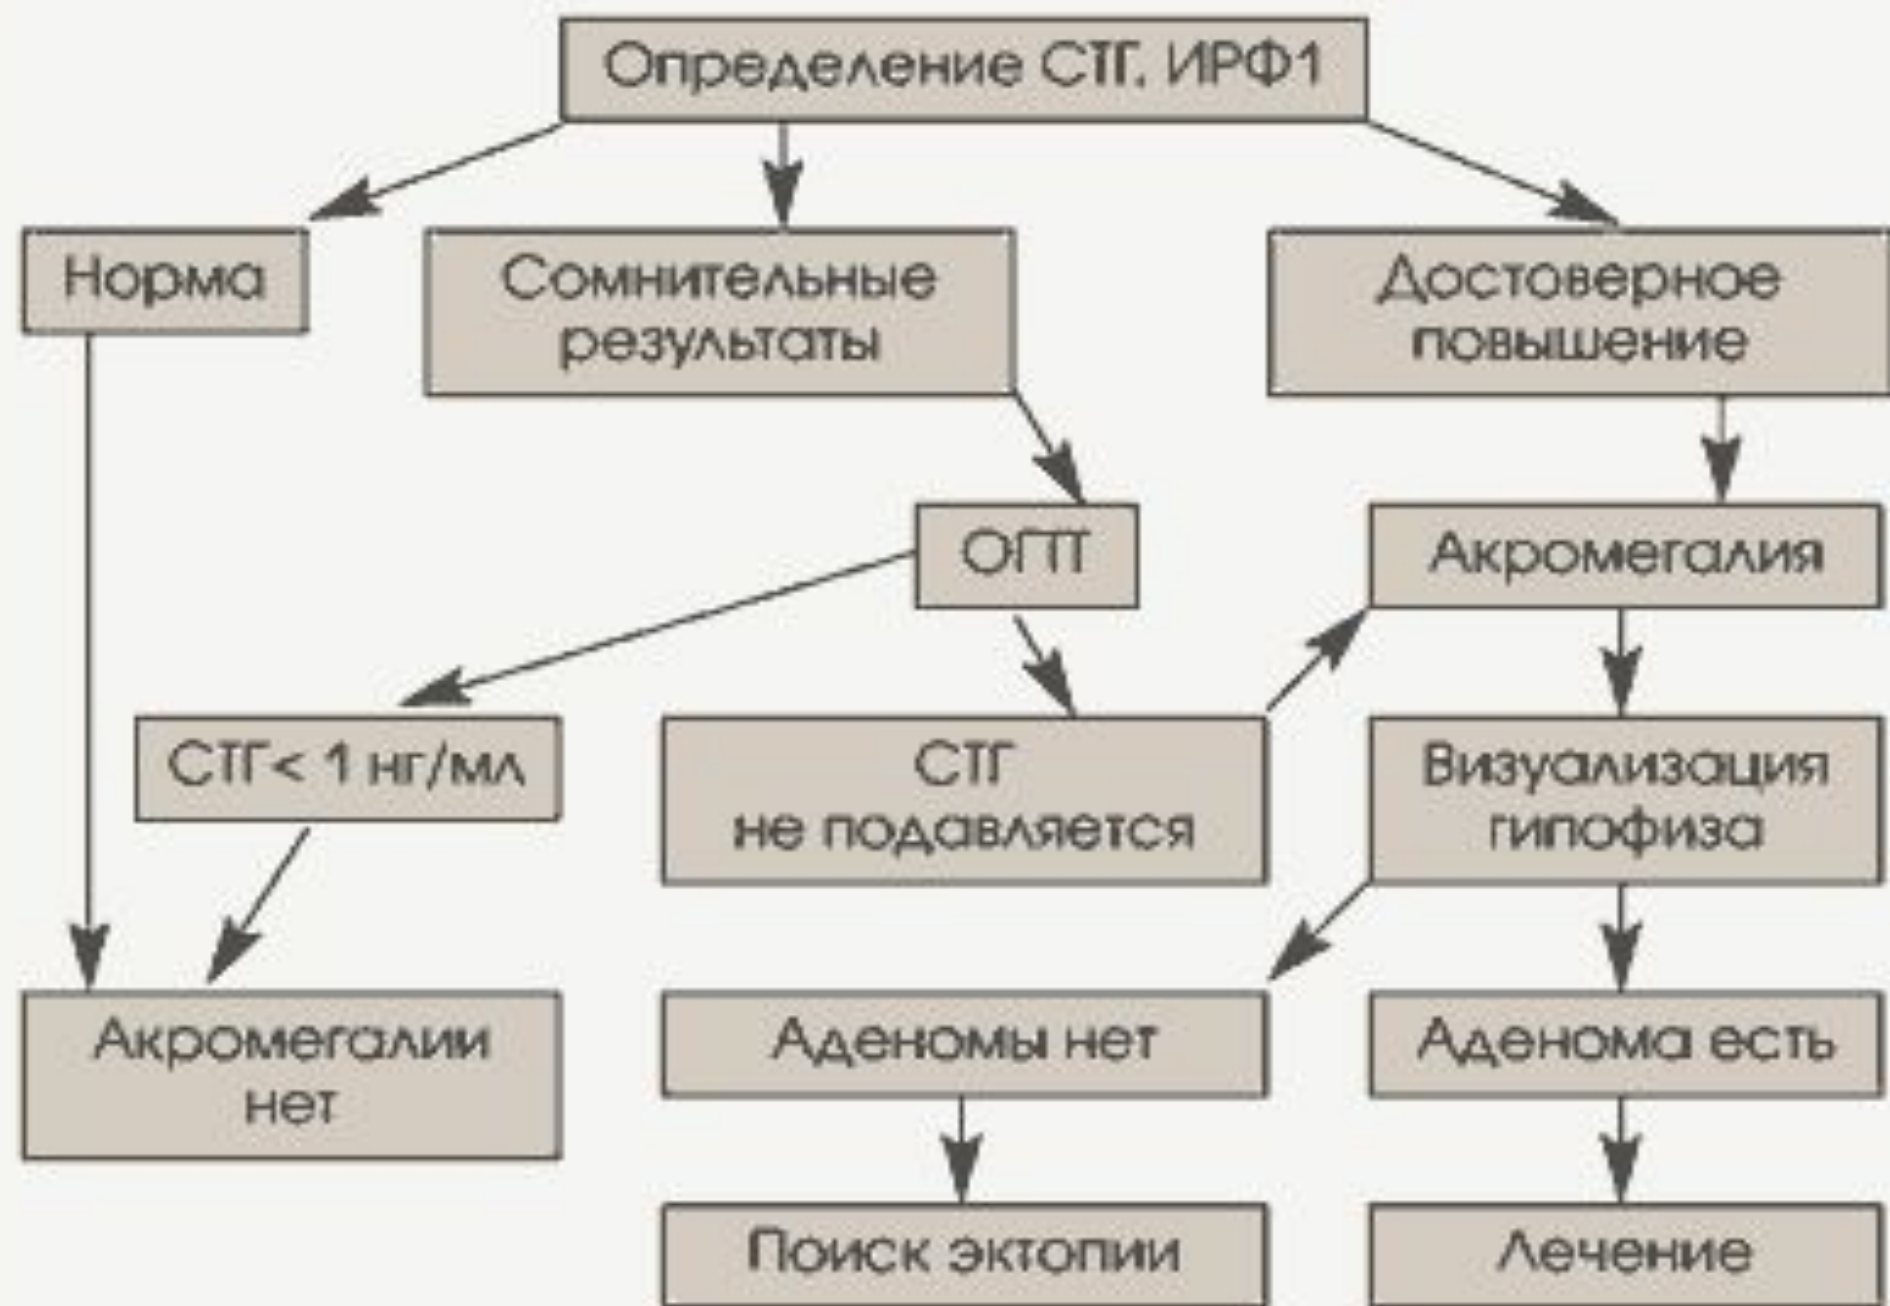 Определение СТГ, ИРФ1
Норма
Сомнительные
результаты
Достоверное
повышение
ОГТТ
Акромегалия
СТГ< 1 нг/мл
СТГ
не подавляется
Визуализация
гипофиза
Акромегалии
нет
Аденомы нет
Аденома есть
Поиск эктопии
Лечение